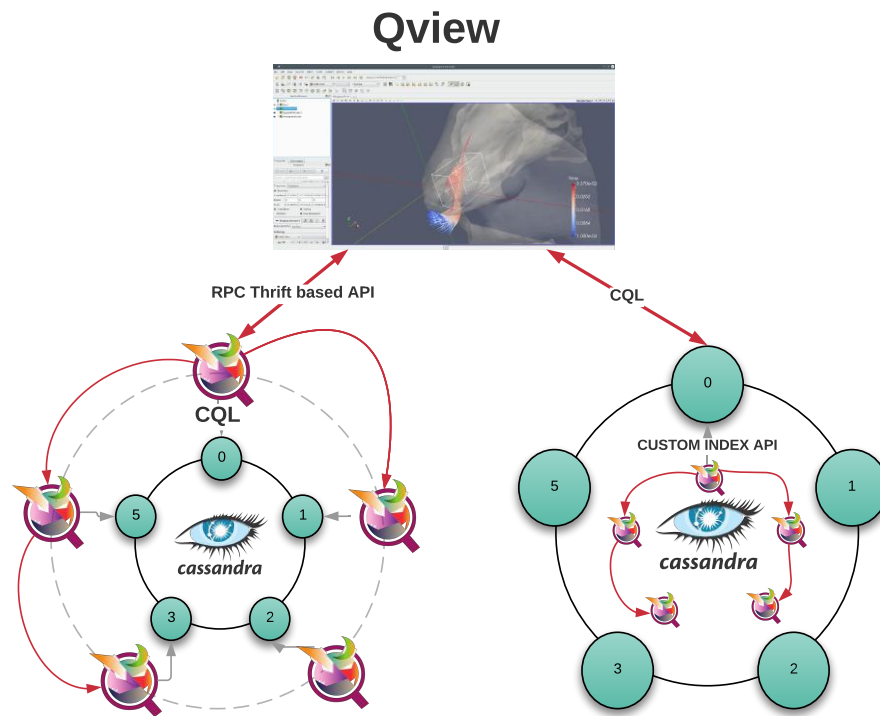 Qview
RPC Thrift based API
CQL
CQL
0
5
1
cassandra
3
2
0
CUSTOM INDEX API
5
1
cassandra
3
2